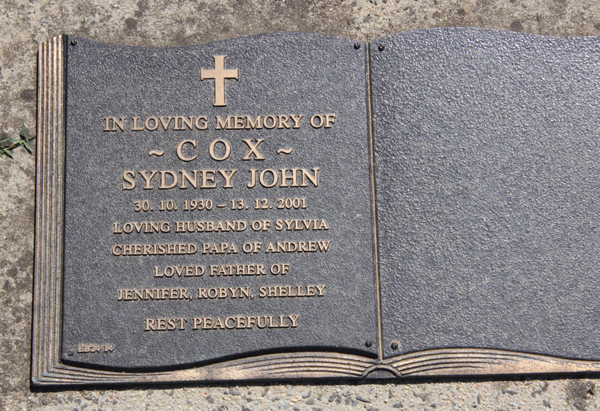 IN LOVING MEMORY OF
~ COX ~
SYDNEY JOHN
30. 10. 1930 – 13. 12. 2001
LOVING HUSBAND OF SYLVIA
CHERISHED PAPA OF ANDREW
LOVED FATHER OF
JENNIFER, ROBYN, SHELLEY
REST PEACEFULLY